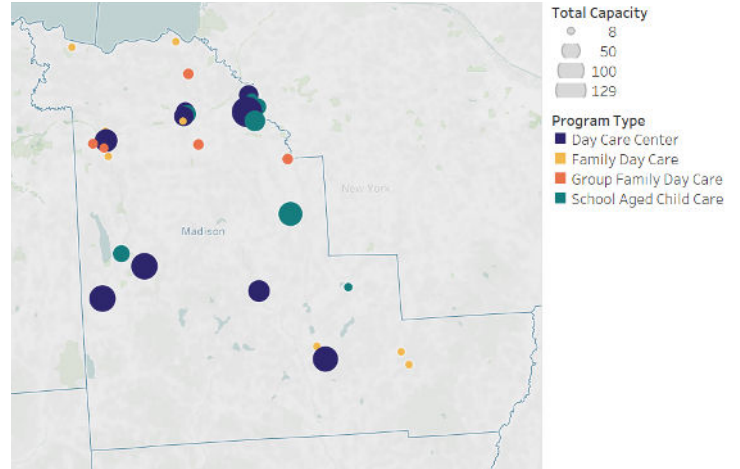 Total Capacity
8
50
100
129
Program Type
Day Care Center
Family Day Care
Group Family Day Care
School Aged Child Care
New York
Madison